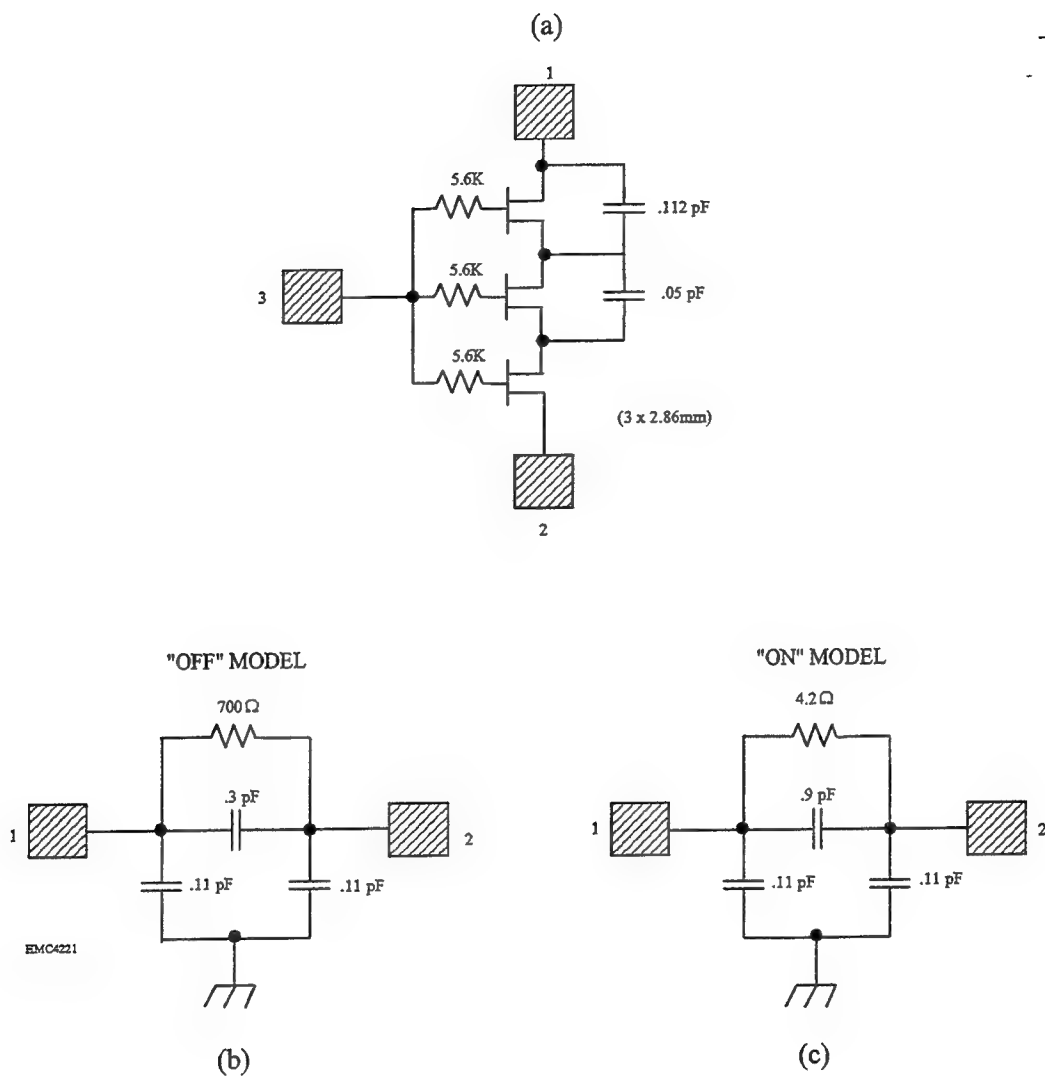 (a)
1
5.6K
.112 pF
5.6K
3
.05 pF
5.6K
(3 x 2.86mm)
2
"OFF" MODEL
"ON" MODEL
700Ω
4.2Ω
.3 pF
.9 pF
1
2
1
2
.11 pF
.11 pF
.11 pF
.11 pF
EMC4221
(b)
(c)